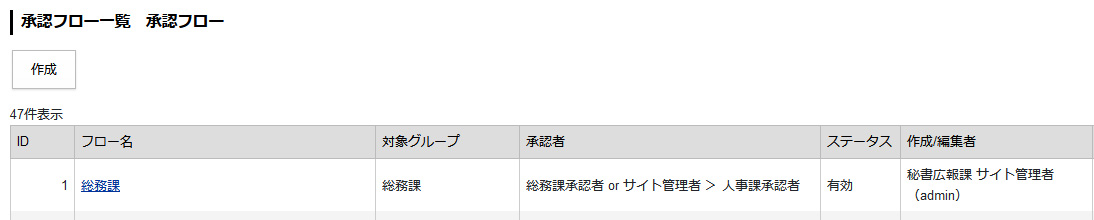 承認フロー一覧　承認フロー
作成
47件表示
ID フロー名 対象グループ 承認者 ステータス 作成/編集者
1 総務課 総務課 総務課承認者 or サイト管理者 ＞ 人事課承認者 有効 秘書広報課 サイト管理者
（admin）